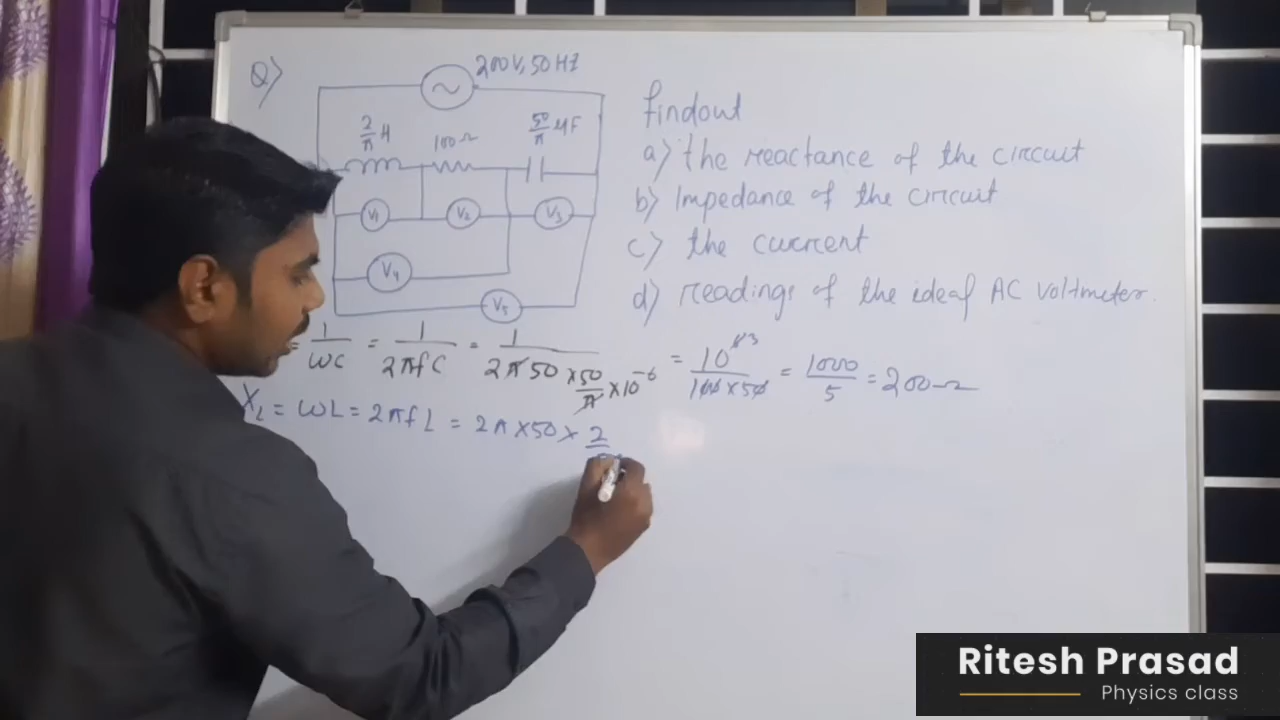 Q)
200V, 50 HZ
2/π H
100Ω
50/π μF
V1
V2
V3
V4
V5
findout
a) the reactance of the circuit
b) Impedance of the circuit
c) the current
d) readings of the ideal AC voltmeter.
= 1/ωC = 1/2πfC = 1/2π50 × 50/π × 10⁻⁶ = 10⁶³/100×50 = 1000/5 = 200Ω
XL = ωL = 2πfL = 2π×50× 2
Ritesh Prasad
Physics class